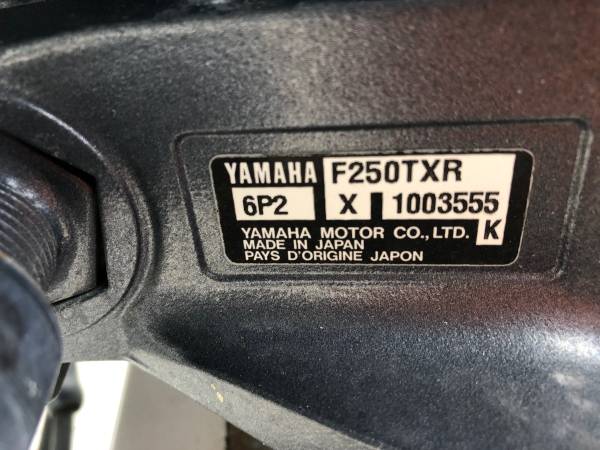 YAMAHA F250TXR
6P2 X 1003555
YAMAHA MOTOR CO., LTD. K
MADE IN JAPAN
PAYS D'ORIGINE JAPON